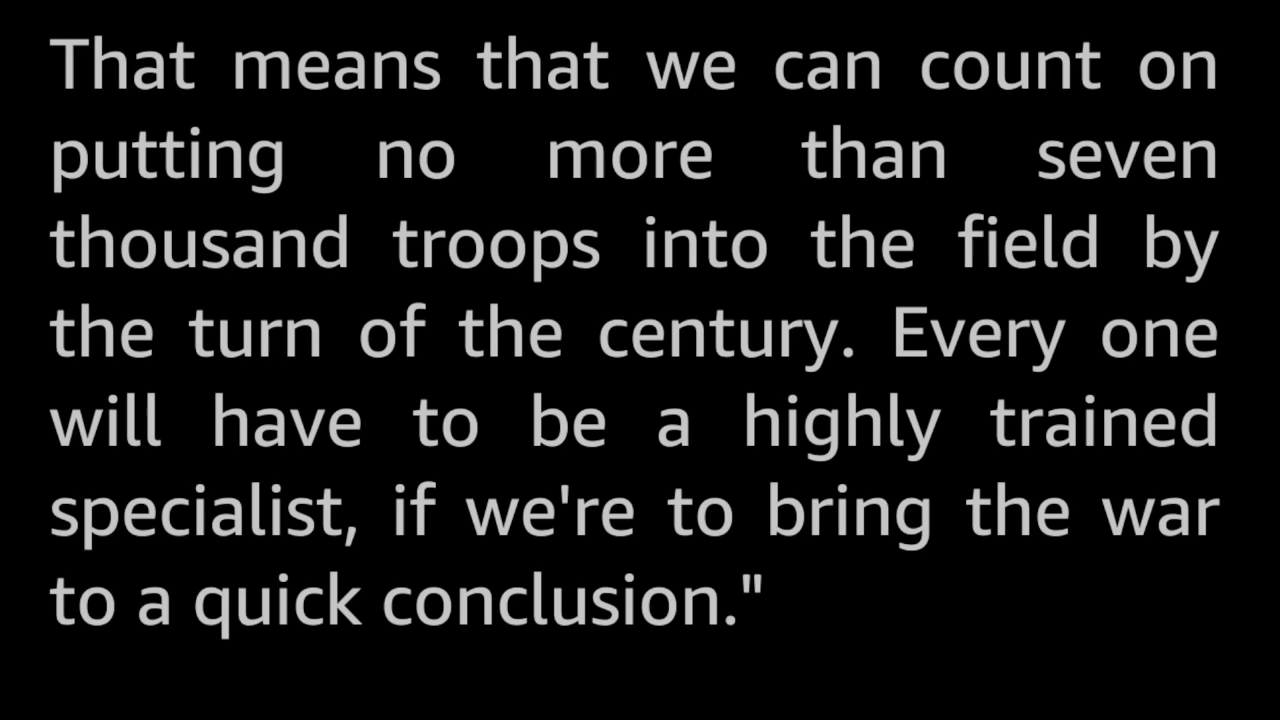 That means that we can count on
putting no more than seven
thousand troops into the field by
the turn of the century. Every one
will have to be a highly trained
specialist, if we're to bring the war
to a quick conclusion."